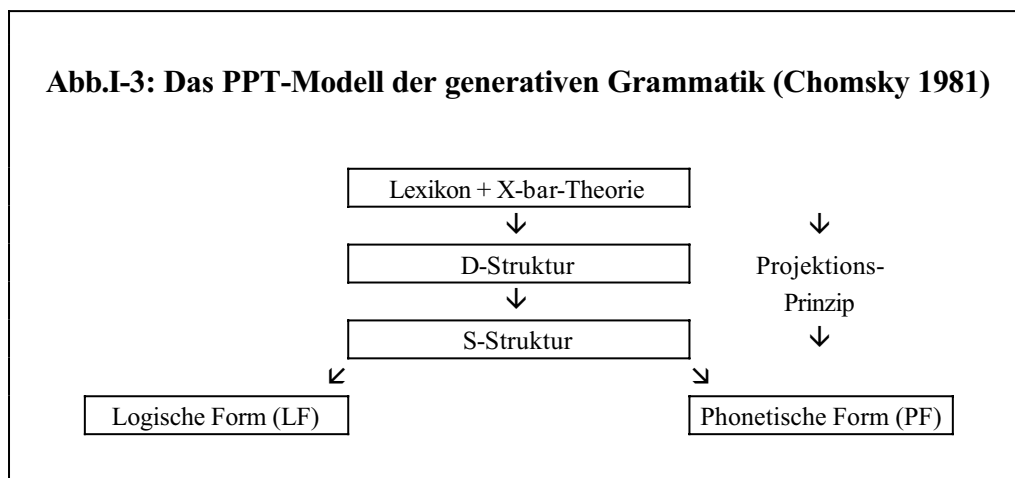 Abb.I-3: Das PPT-Modell der generativen Grammatik (Chomsky 1981)
Lexikon + X-bar-Theorie
D-Struktur
Projektions-
Prinzip
S-Struktur
Logische Form (LF)
Phonetische Form (PF)